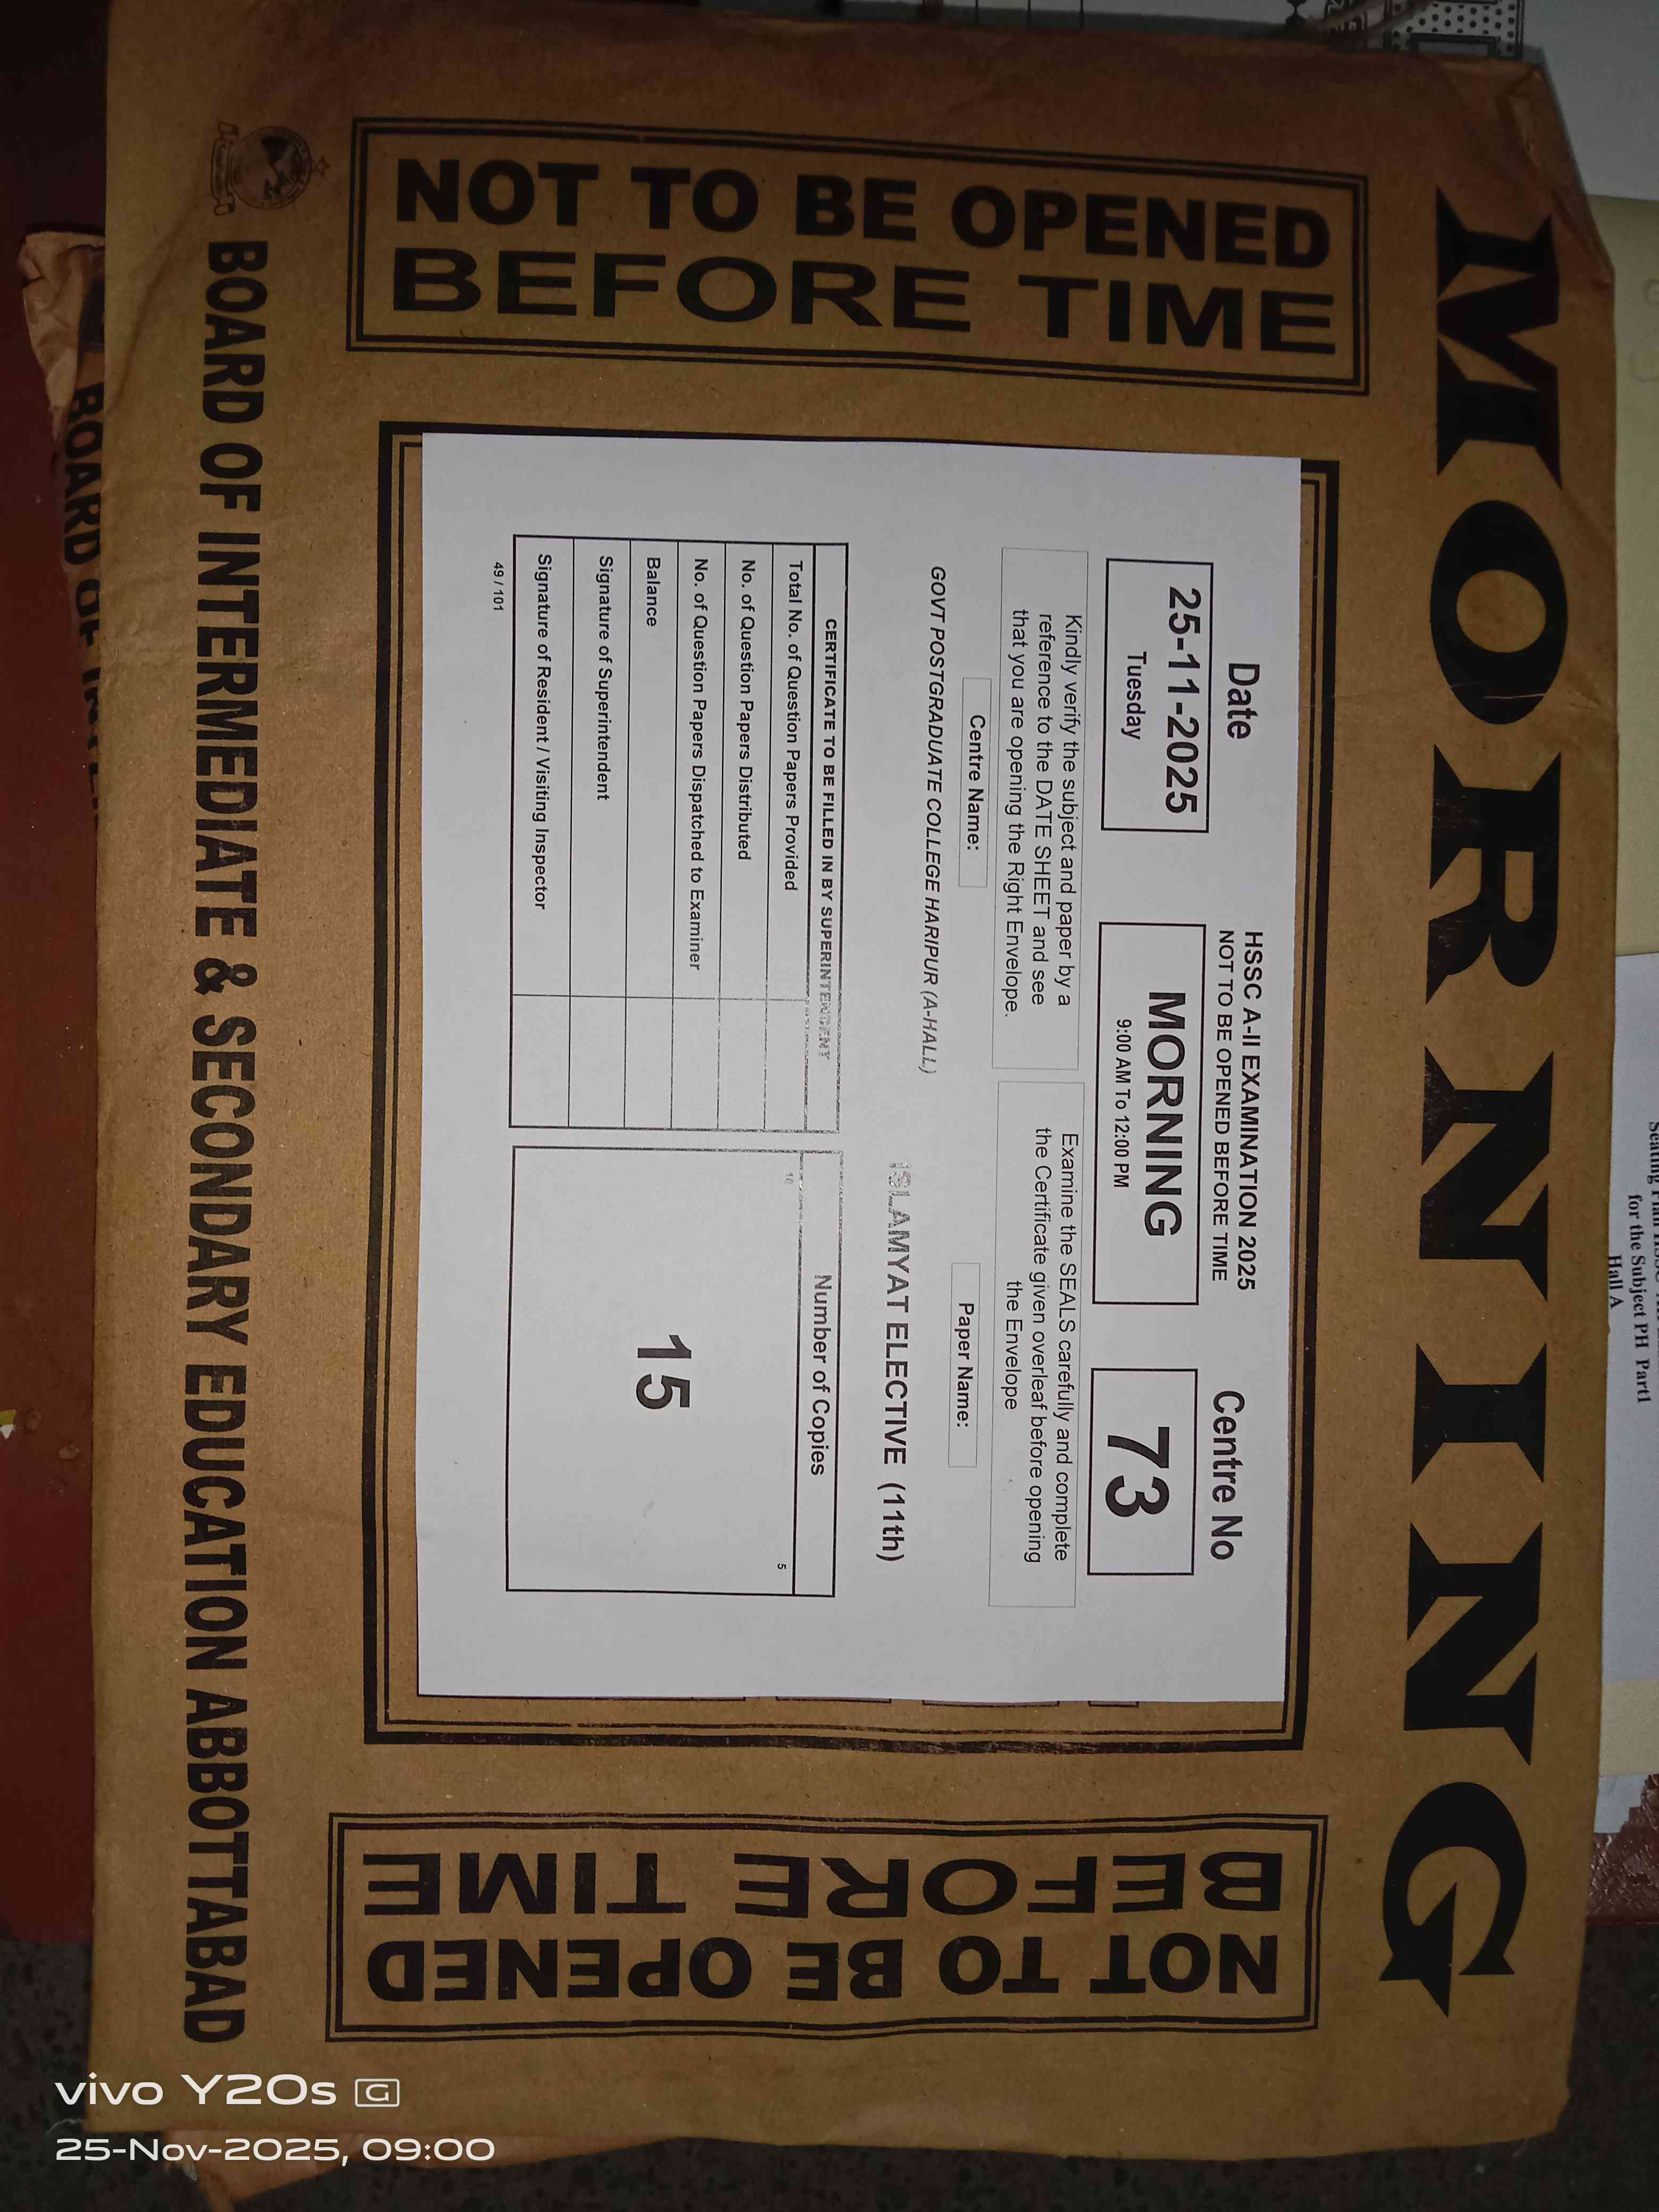 MORNING
NOT TO BE OPENED
BEFORE TIME
Date
HSSC A-II EXAMINATION 2025
NOT TO BE OPENED BEFORE TIME
Centre No
25-11-2025
Tuesday
MORNING
9:00 AM To 12:00 PM
73
Kindly verify the subject and paper by a
reference to the DATE SHEET and see
that you are opening the Right Envelope.
Examine the SEALS carefully and complete
the Certificate given overleaf before opening
the Envelope
Centre Name:
Paper Name:
GOVT POSTGRADUATE COLLEGE HARIPUR (A-HALL)
ISLAMYAT ELECTIVE (11th)
CERTIFICATE TO BE FILLED IN BY SUPERINTENDENT
Total No. of Question Papers Provided
No. of Question Papers Distributed
No. of Question Papers Dispatched to Examiner
Balance
Signature of Superintendent
Signature of Resident / Visiting Inspector
Number of Copies
10
5
15
49 / 101
NOT TO BE OPENED
BEFORE TIME
BOARD OF INTERMEDIATE & SECONDARY EDUCATION ABBOTTABAD
BOARD OF
for the Subject PH Part1
Hall A
vivo Y20s G
25-Nov-2025, 09:00